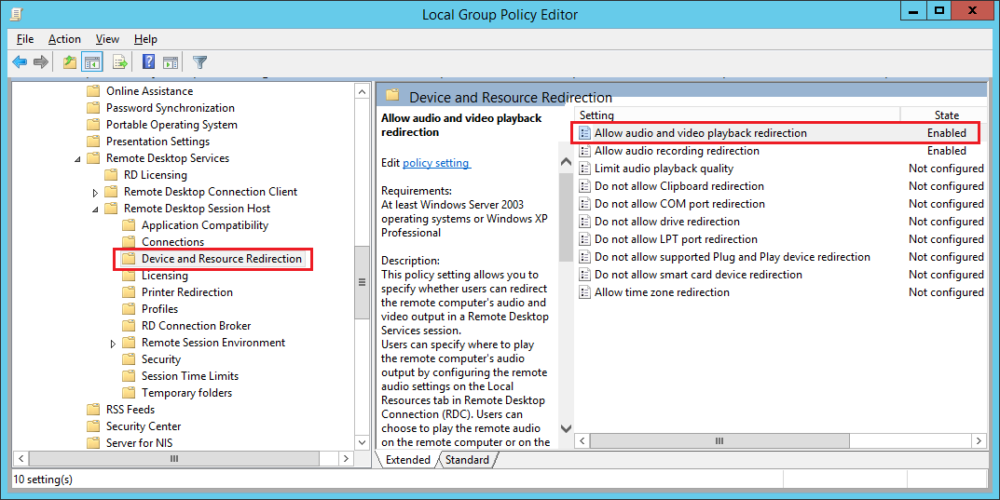 Local Group Policy Editor
File Action View Help
Online Assistance
Password Synchronization
Portable Operating System
Presentation Settings
Remote Desktop Services
RD Licensing
Remote Desktop Connection Client
Remote Desktop Session Host
Application Compatibility
Connections
Device and Resource Redirection
Licensing
Printer Redirection
Profiles
RD Connection Broker
Remote Session Environment
Security
Session Time Limits
Temporary folders
RSS Feeds
Security Center
Server for NIS
Device and Resource Redirection
Allow audio and video playback
redirection
Edit policy setting
Requirements:
At least Windows Server 2003
operating systems or Windows XP
Professional
Description:
This policy setting allows you to
specify whether users can redirect
the remote computer's audio and
video output in a Remote Desktop
Services session.
Users can specify where to play
the remote computer's audio
output by configuring the remote
audio settings on the Local
Resources tab in Remote Desktop
Connection (RDC). Users can
choose to play the remote audio
on the remote computer or on the
Setting State
Allow audio and video playback redirection Enabled
Allow audio recording redirection Enabled
Limit audio playback quality Not configured
Do not allow Clipboard redirection Not configured
Do not allow COM port redirection Not configured
Do not allow drive redirection Not configured
Do not allow LPT port redirection Not configured
Do not allow supported Plug and Play device redirection Not configured
Do not allow smart card device redirection Not configured
Allow time zone redirection Not configured
Extended Standard
10 setting(s)